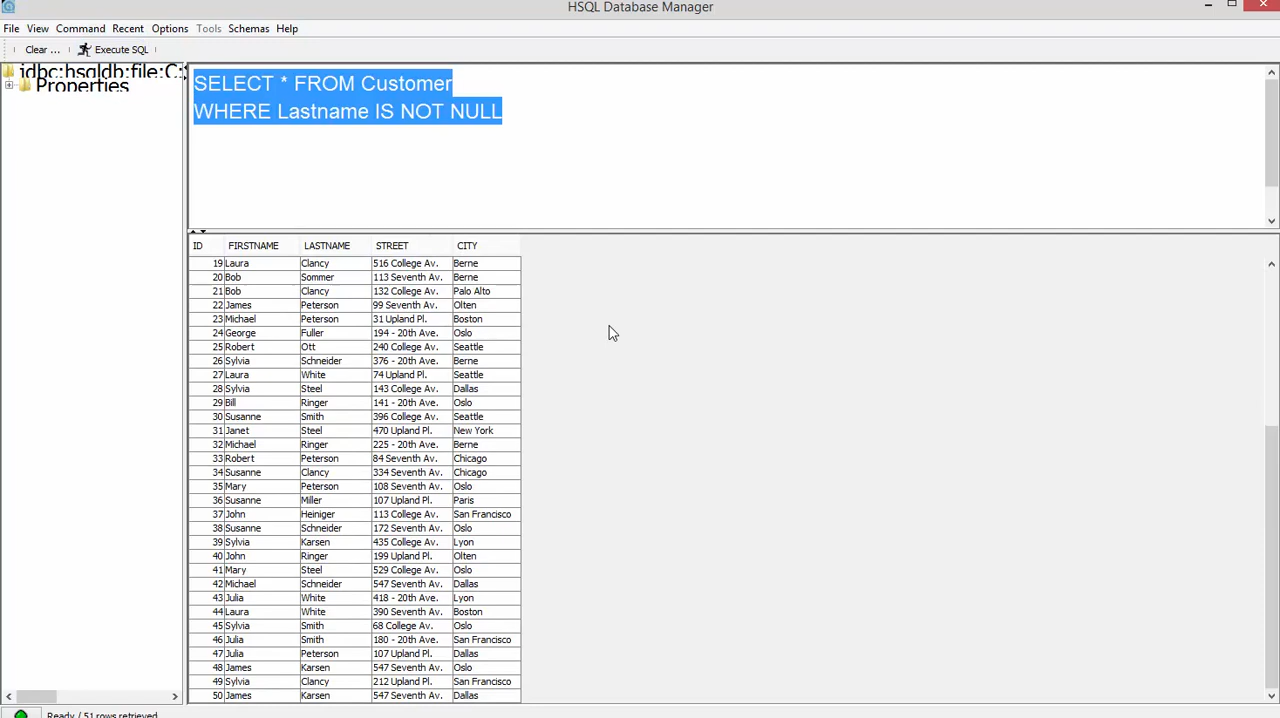 HSQL Database Manager
File View Command Recent Options Tools Schemas Help
Clear ... Execute SQL
jdbc:hsqldb:file:C:
Properties
SELECT * FROM Customer
WHERE Lastname IS NOT NULL
ID FIRSTNAME LASTNAME STREET CITY
19 Laura Clancy 516 College Av. Berne
20 Bob Sommer 113 Seventh Av. Berne
21 Bob Clancy 132 College Av. Palo Alto
22 James Peterson 99 Seventh Av. Olten
23 Michael Peterson 31 Upland Pl. Boston
24 George Fuller 194 - 20th Ave. Oslo
25 Robert Ott 240 College Av. Seattle
26 Sylvia Schneider 376 - 20th Ave. Berne
27 Laura White 74 Upland Pl. Seattle
28 Sylvia Steel 143 College Av. Dallas
29 Bill Ringer 141 - 20th Ave. Oslo
30 Susanne Smith 396 College Av. Seattle
31 Janet Steel 470 Upland Pl. New York
32 Michael Ringer 225 - 20th Ave. Berne
33 Robert Peterson 84 Seventh Av. Chicago
34 Susanne Clancy 334 Seventh Av. Chicago
35 Mary Peterson 108 Seventh Av. Oslo
36 Susanne Miller 107 Upland Pl. Paris
37 John Heiniger 113 College Av. San Francisco
38 Susanne Schneider 172 Seventh Av. Oslo
39 Sylvia Karsen 435 College Av. Lyon
40 John Ringer 199 Upland Pl. Olten
41 Mary Steel 529 College Av. Oslo
42 Michael Schneider 547 Seventh Av. Dallas
43 Julia White 418 - 20th Ave. Lyon
44 Laura White 390 Seventh Av. Boston
45 Sylvia Smith 68 College Av. Oslo
46 Julia Smith 180 - 20th Ave. San Francisco
47 Julia Peterson 107 Upland Pl. Dallas
48 James Karsen 547 Seventh Av. Oslo
49 Sylvia Clancy 212 Upland Pl. Dallas
50 James Karsen 547 Seventh Av. Dallas
Ready / 51 rows retrieved